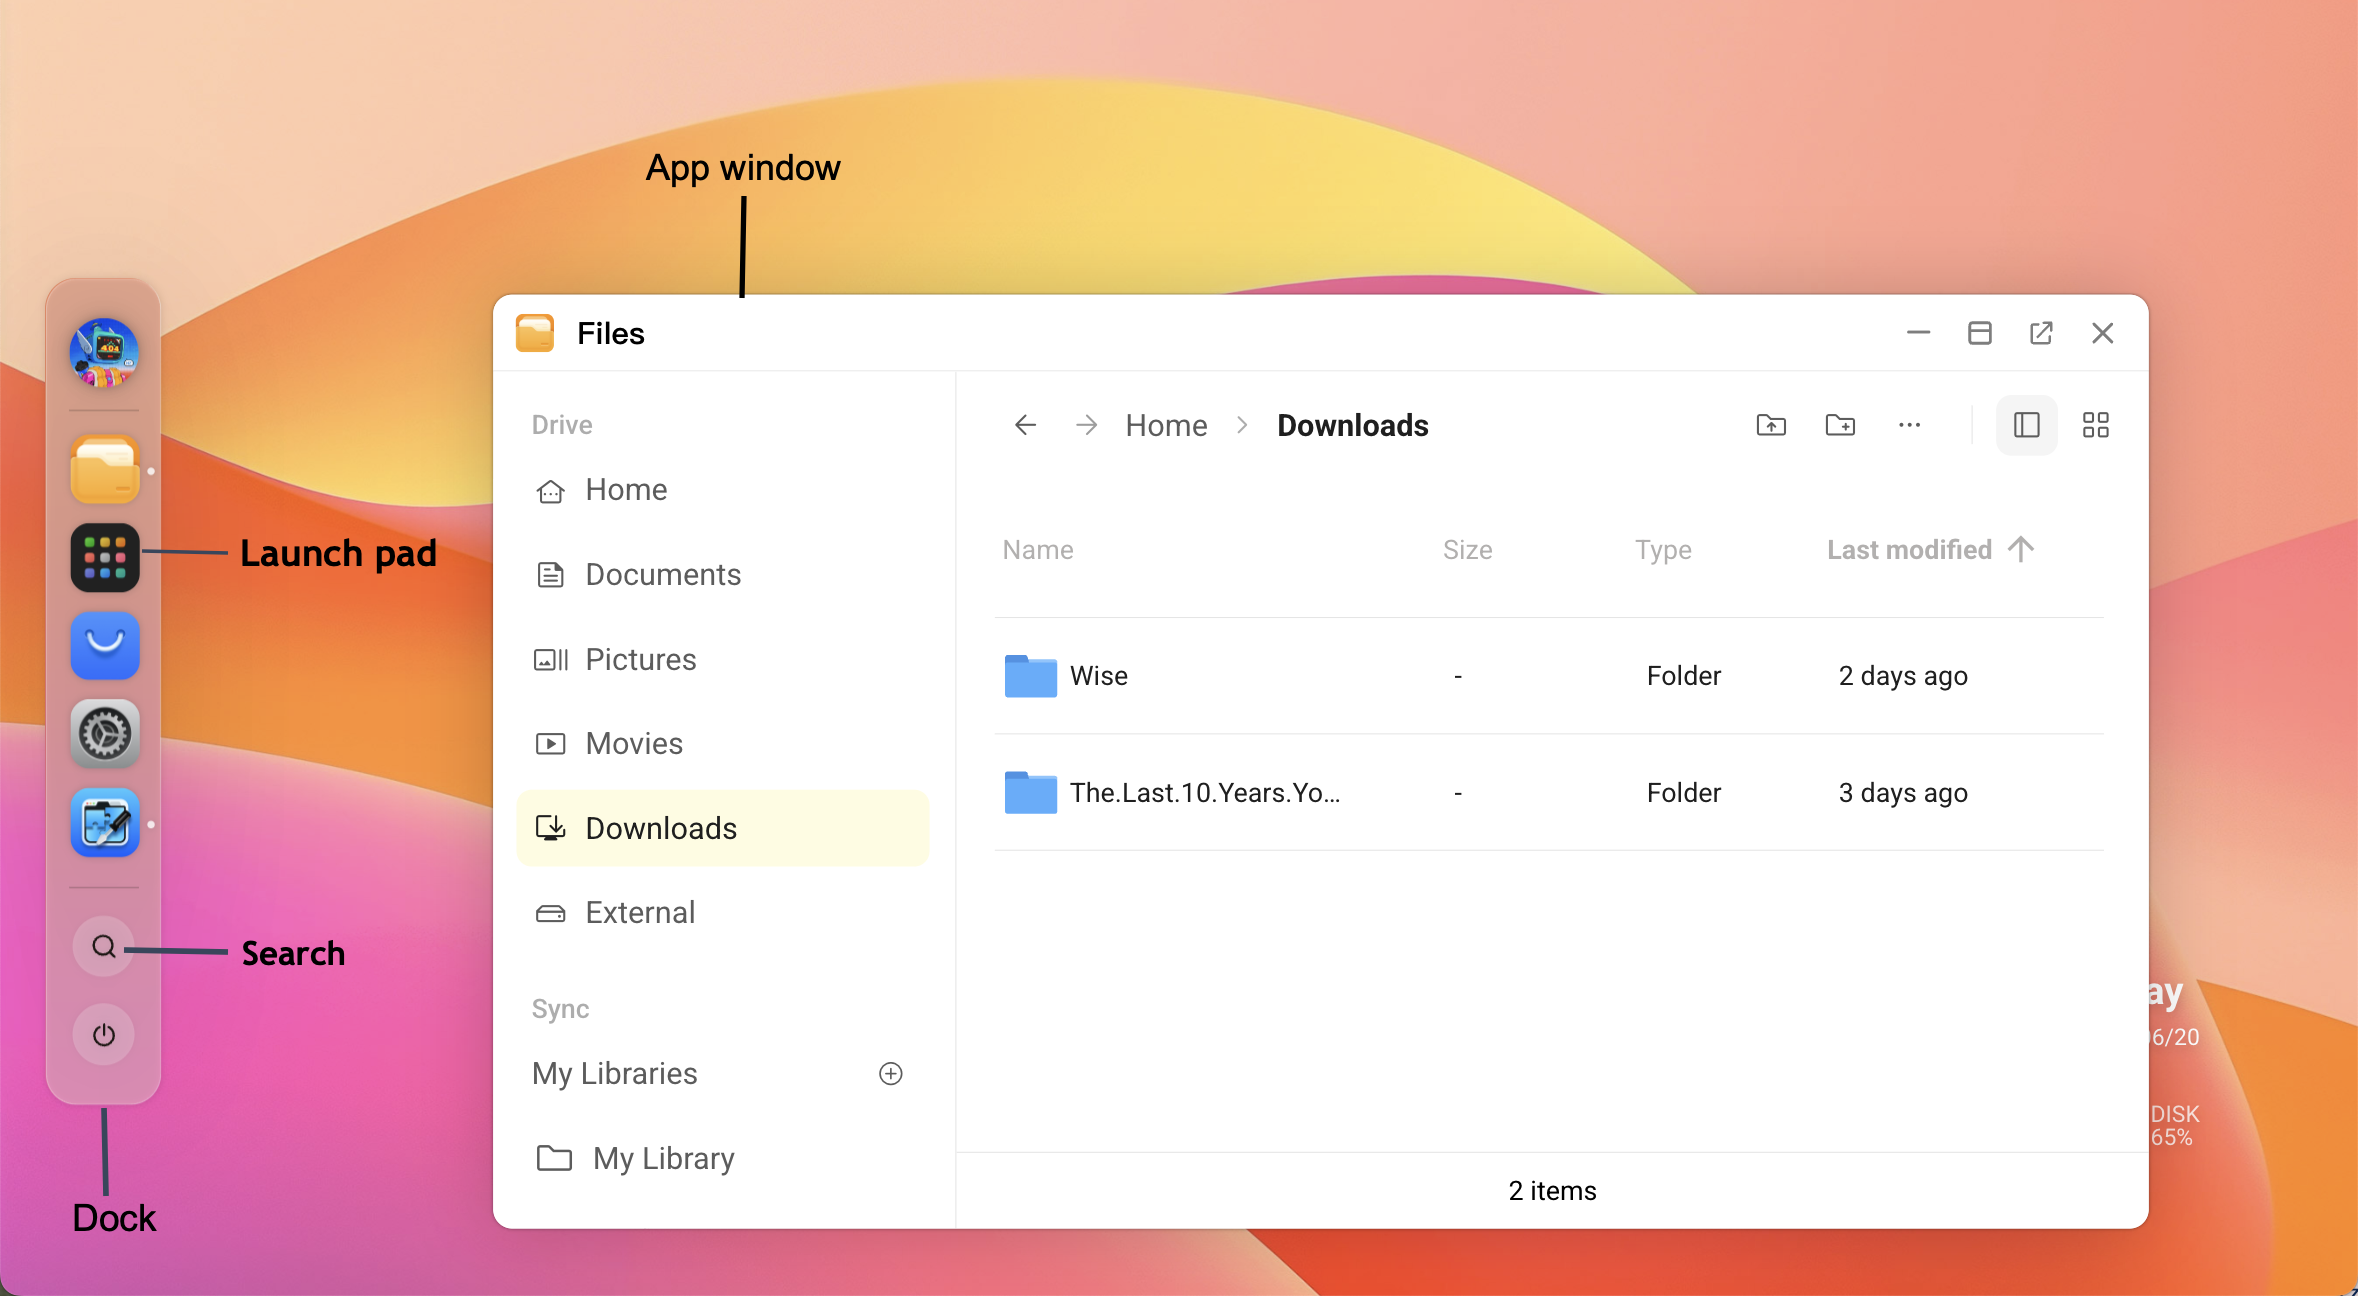 App window
Files
Drive
Home > Downloads
Home
Documents
Pictures
Movies
Downloads
External
Sync
My Libraries
My Library
Name Size Type Last modified
Wise - Folder 2 days ago
The.Last.10.Years.Yo... - Folder 3 days ago
2 items
Launch pad
Search
Dock
ay
06/20
DISK
65%